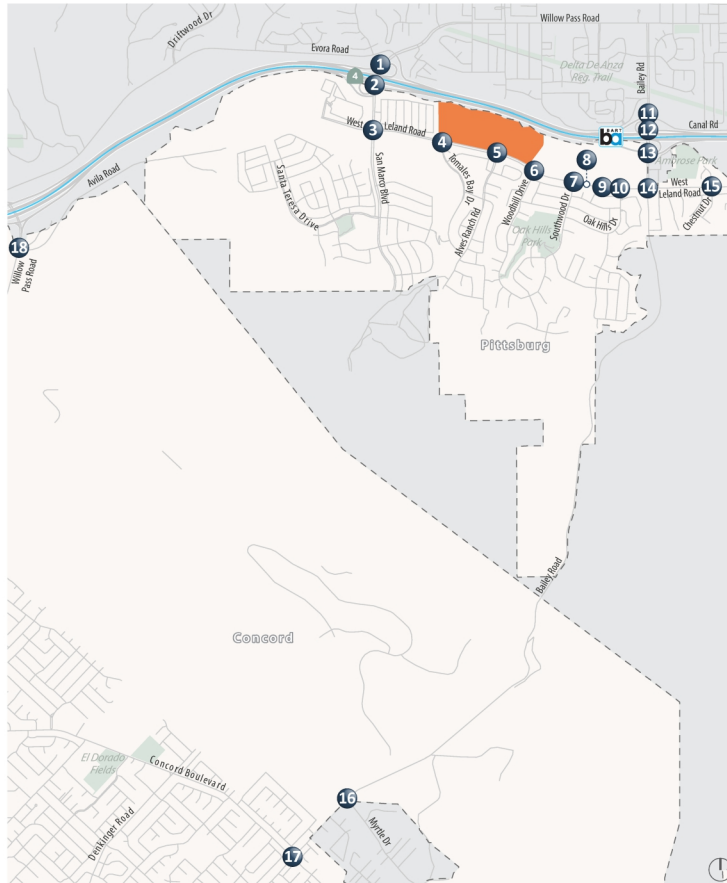 Willow Pass Road
Driftwood Dr
Evora Road
1
Delta De Anza
Reg. Trail
Bailey Rd
4
2
11
Canal Rd
BART
ba
12
West
Leland Road
3
4
5
6
7
8
9
10
13
14
15
Ambrose Park
West
Leland Road
Chestnut Dr
Avila Road
Santa Teresa Drive
San Marco Blvd
Tomales Bay Dr
Alves Ranch Rd
Woodhill Drive
Oak Hills
Park
Southwood Dr
Oak Hills Dr
18
Willow
Pass Road
Pittsburg
Bailey Road
Concord
El Dorado
Fields
Concord Boulevard
Denkinger Road
16
Myrtle Dr
17